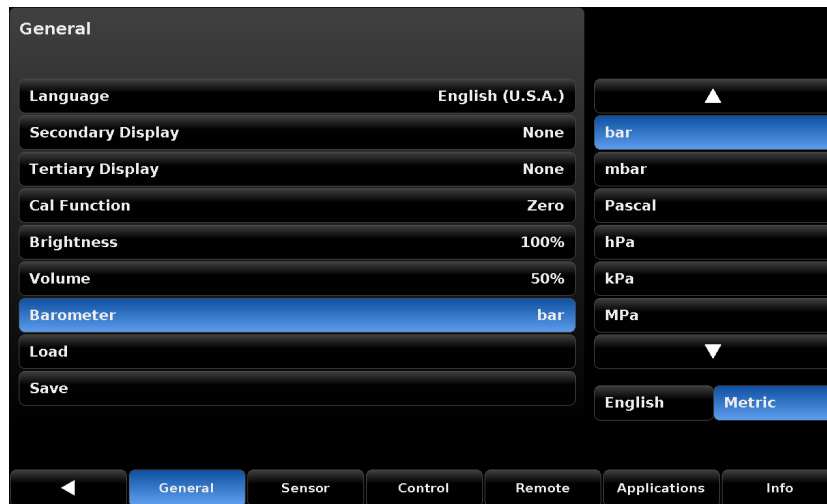 General
Language English (U.S.A.)
Secondary Display None
Tertiary Display None
Cal Function Zero
Brightness 100%
Volume 50%
Barometer bar
Load
Save
bar
mbar
Pascal
hPa
kPa
MPa
English Metric
General Sensor Control Remote Applications Info